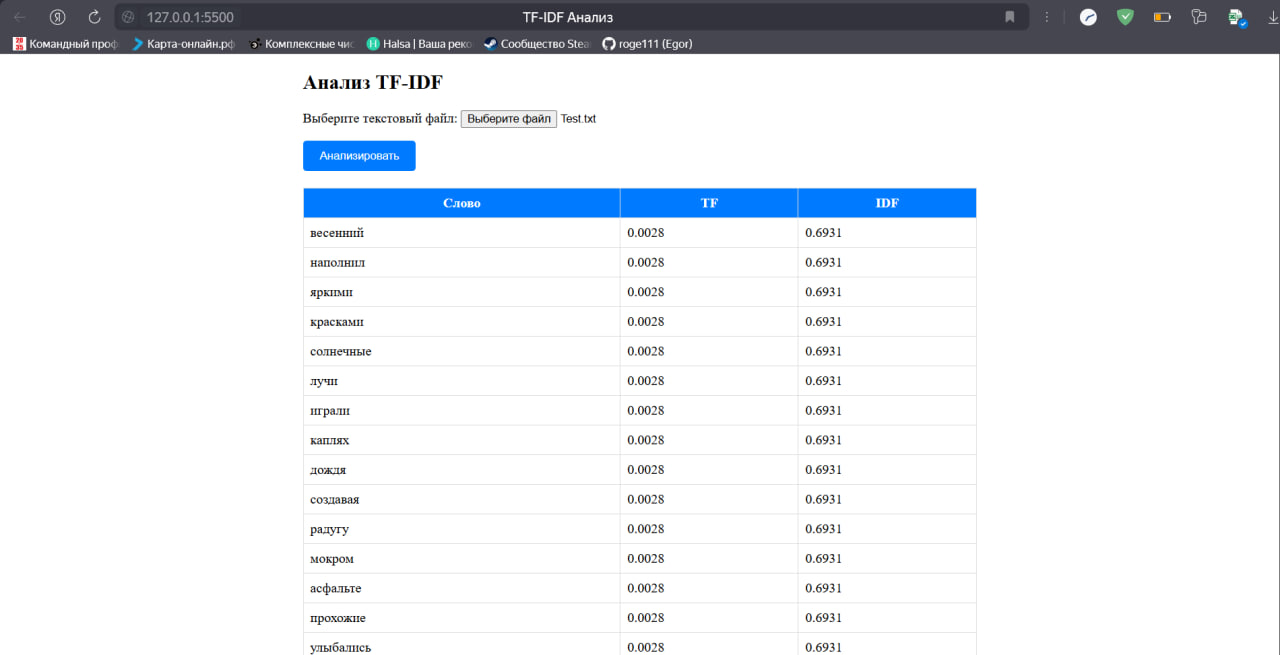 127.0.0.1:5500 TF-IDF Анализ
Командный проф Карта-онлайн.рф Комплексные чис Halsa | Ваша реко Сообщество Stea roge111 (Egor)
Анализ TF-IDF
Выберите текстовый файл: Выберите файл Test.txt
Анализировать
Слово TF IDF
весенний 0.0028 0.6931
наполнил 0.0028 0.6931
яркими 0.0028 0.6931
красками 0.0028 0.6931
солнечные 0.0028 0.6931
лучи 0.0028 0.6931
играли 0.0028 0.6931
каплях 0.0028 0.6931
дождя 0.0028 0.6931
создавая 0.0028 0.6931
радугу 0.0028 0.6931
мокром 0.0028 0.6931
асфальте 0.0028 0.6931
прохожие 0.0028 0.6931
улыбались 0.0028 0.6931